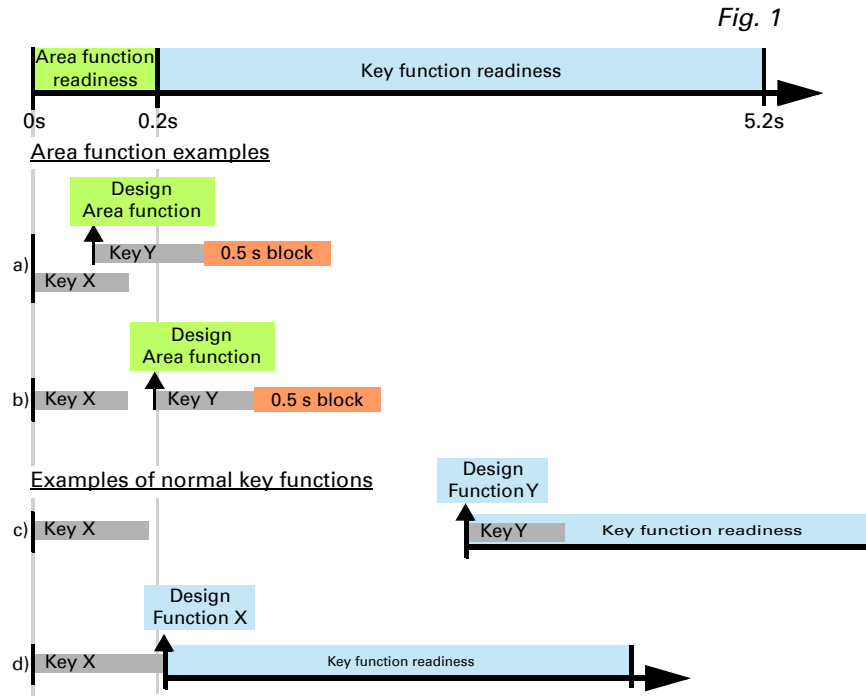 Fig. 1
Area function
readiness
Key function readiness
0s
0.2s
5.2s
Area function examples
Design
Area function
a)
Key Y
0.5 s block
Key X
Design
Area function
b)
Key X
Key Y
0.5 s block
Examples of normal key functions
Design
Function Y
c)
Key X
Key Y
Key function readiness
Design
Function X
d)
Key X
Key function readiness